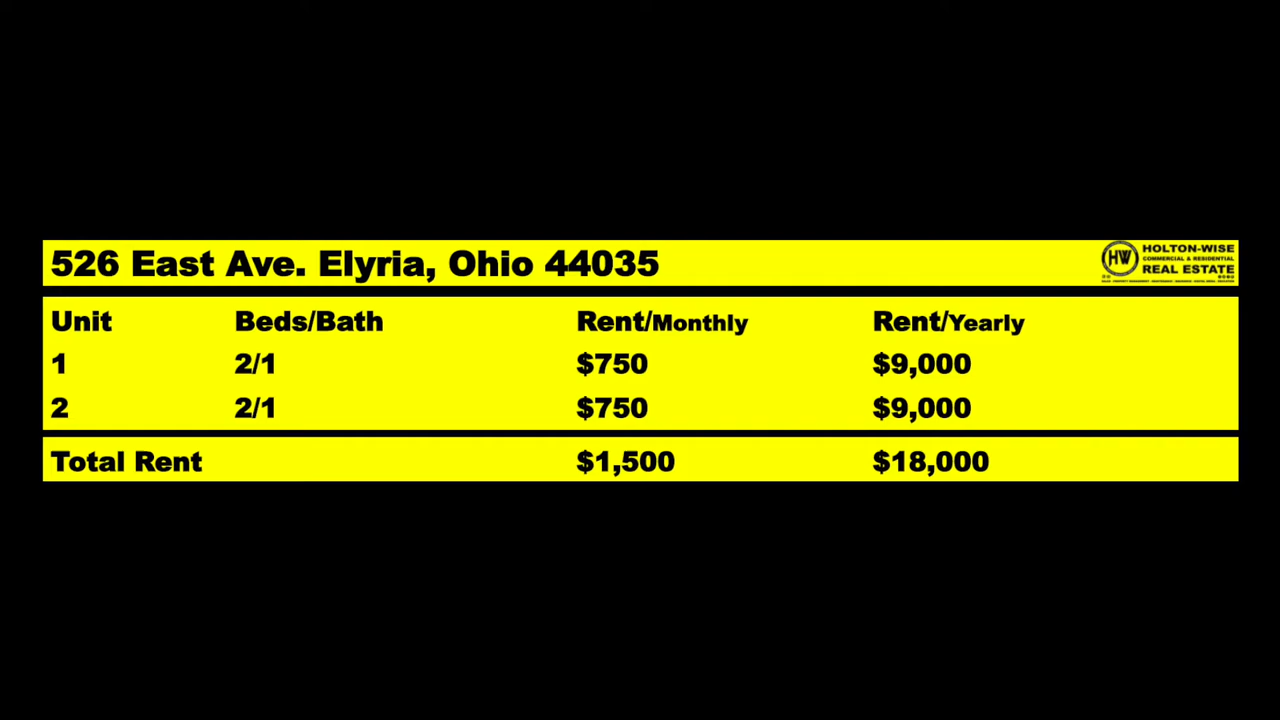 526 East Ave. Elyria, Ohio 44035
HW
HOLTON-WISE
COMMERCIAL & RESIDENTIAL
REAL ESTATE
Unit Beds/Bath Rent/Monthly Rent/Yearly
1 2/1 $750 $9,000
2 2/1 $750 $9,000
Total Rent $1,500 $18,000